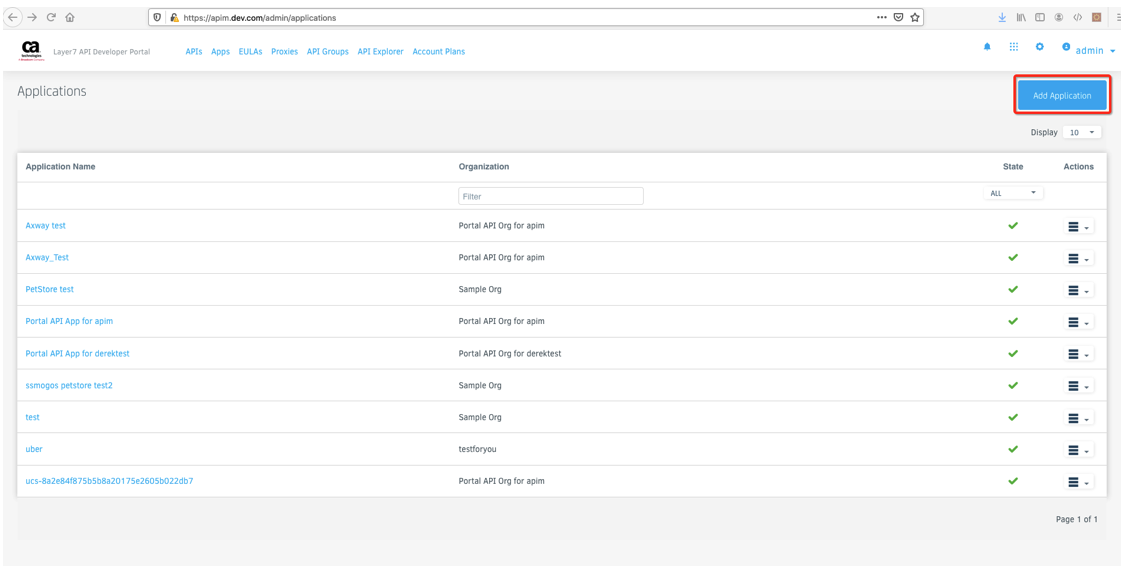 https://apim.dev.com/admin/applications
ca
technologies
A Broadcom Company
Layer7 API Developer Portal
APIs Apps EULAs Proxies API Groups API Explorer Account Plans
admin
Applications
Add Application
Display 10
Application Name Organization State Actions
Filter ALL
Axway test Portal API Org for apim
Axway_Test Portal API Org for apim
PetStore test Sample Org
Portal API App for apim Portal API Org for apim
Portal API App for derektest Portal API Org for derektest
ssmogos petstore test2 Sample Org
test Sample Org
uber testforyou
ucs-8a2e84f875b5b8a20175e2605b022db7 Portal API Org for apim
Page 1 of 1